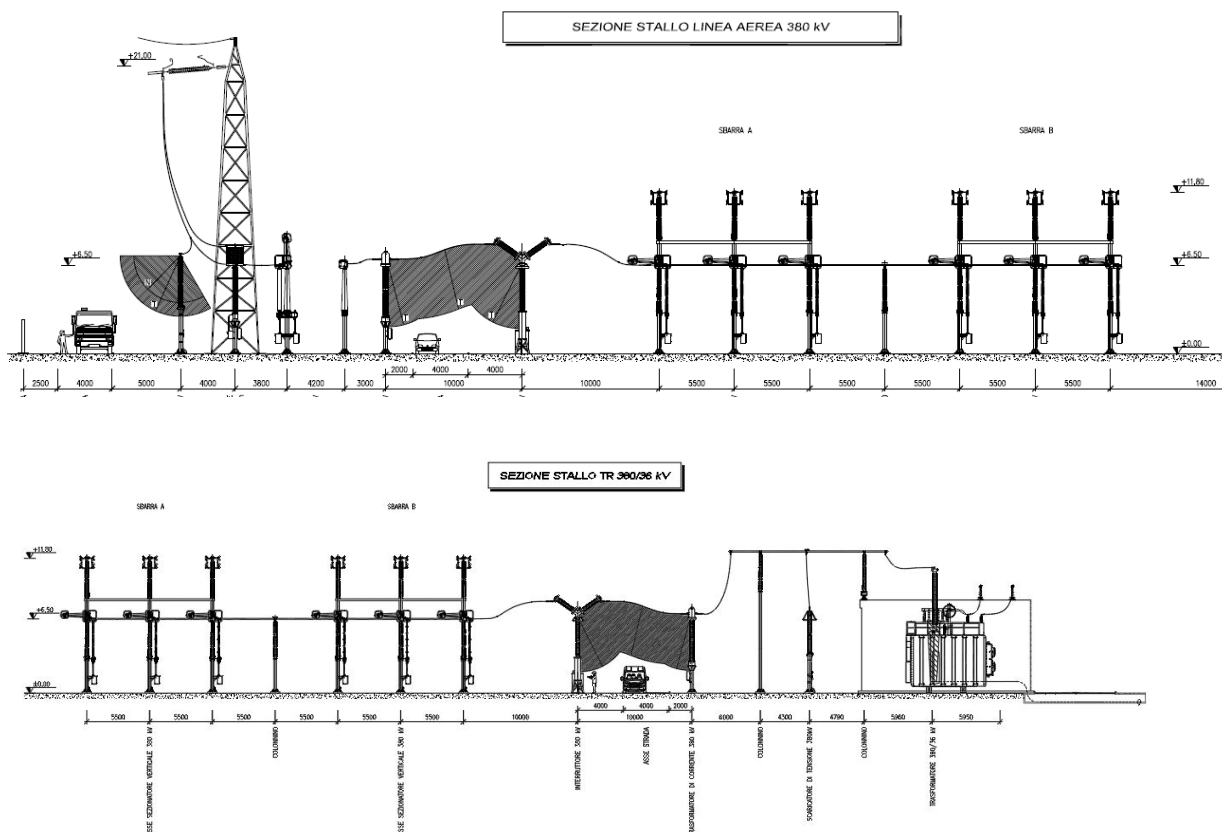 SEZIONE STALLO LINEA AEREA 380 kV
+21,00
SBARRA A
SBARRA B
+11,80
+6,50
+6,50
±0,00
2500 4000 5000 4000 3800 4200 3000 2000 4000 4000 10000 10000 5500 5500 5500 5500 5500 5500 14000
SEZIONE STALLO TR 380/36 kV
SBARRA A
SBARRA B
+11,80
+6,50
±0,00
5500 5500 5500 5500 5500 5500 10000 4000 4000 2000 10000 6000 4300 4790 5960 5950
ASSE SEZIONATORE VERTICALE 380 kV
COLONNINO
ASSE SEZIONATORE VERTICALE 380 kV
INTERRUTTORE 380 kV
ASSE STRADA
TRASFORMATORE DI CORRENTE 380 kV
COLONNINO
SCARICATORE DI TENSIONE 380kV
COLONNINO
TRASFORMATORE 380/36 kV